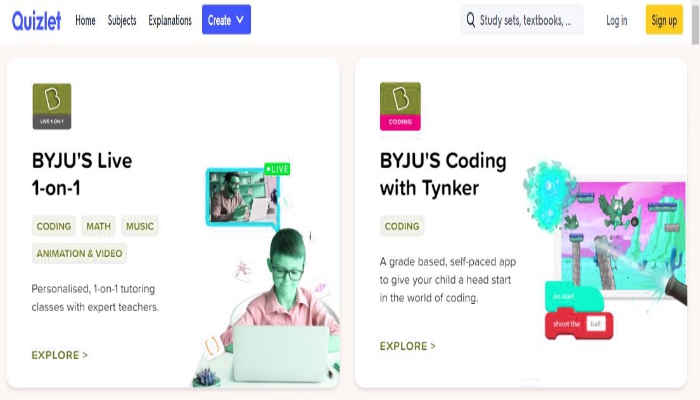 Quizlet Home Subjects Explanations Create Study sets, textbooks, ... Log in Sign up
B
LIVE 1-ON-1
BYJU'S Live
1-on-1
CODING MATH MUSIC
ANIMATION & VIDEO
Personalised, 1-on-1 tutoring
classes with expert teachers.
EXPLORE >
LIVE
B
CODING
BYJU'S Coding
with Tynker
CODING
A grade based, self-paced app
to give your child a head start
in the world of coding.
EXPLORE >
on start
shoot the ball